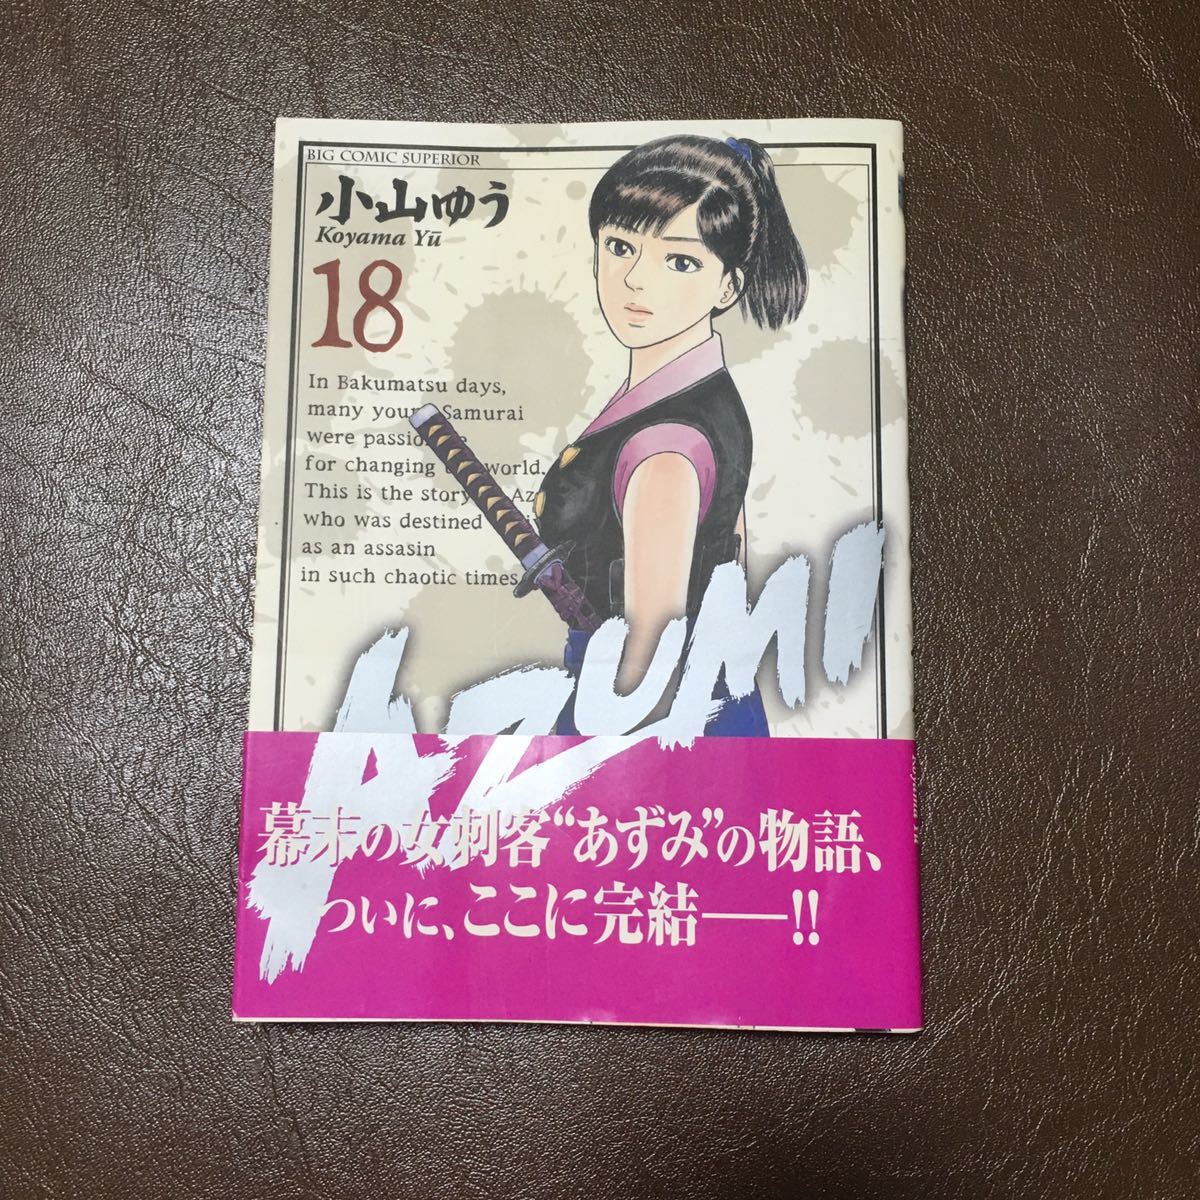 BIG COMIC SUPERIOR
小山ゆう
Koyama Yū
18
In Bakumatsu days,
many Samurai
were
for changing world.
This is the story
who was destined
as an assasin
in such chaotic times
AZUMI
幕末の女刺客“あずみ”の物語、
ついに、ここに完結――!!